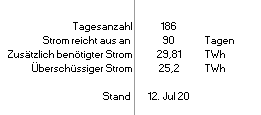 Tagesanzahl 186
Strom reicht aus an 90 Tagen
Zusätzlich benötigter Strom 29,81 TWh
Überschüssiger Strom 25,2 TWh
Stand 12. Jul 20